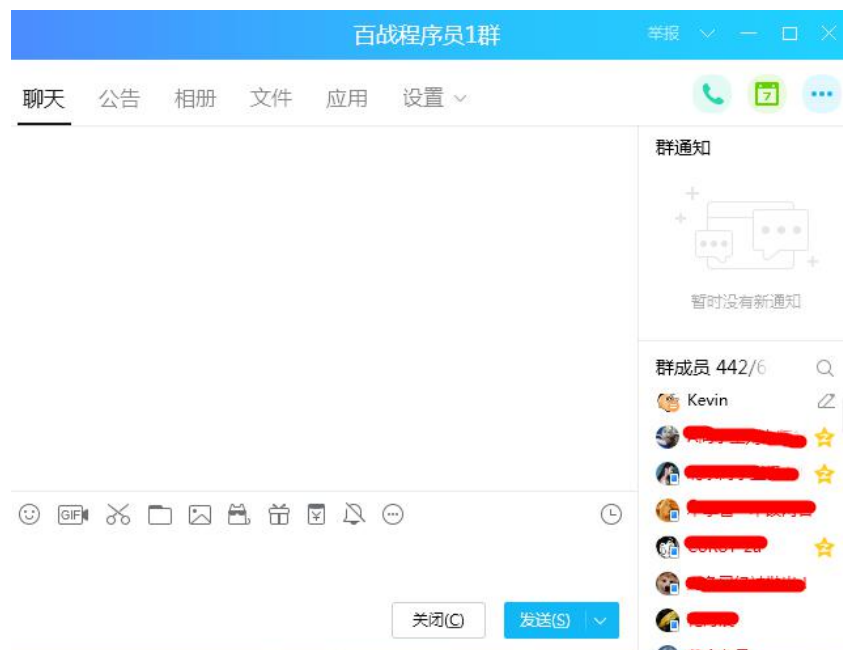 百战程序员1群
举报
聊天 公告 相册 文件 应用 设置
7
群通知
暂时没有新通知
群成员 442/6
Kevin
GIF
关闭(C) 发送(S)